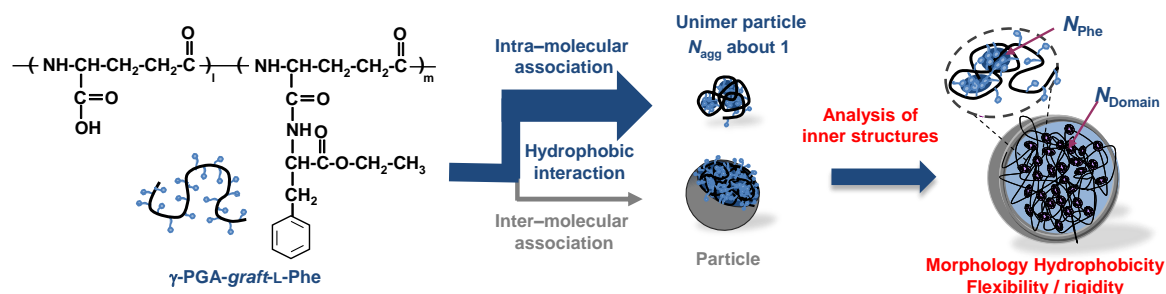 O
O
—(NH-CH-CH₂-CH₂-C)—(NH-CH-CH₂-CH₂-C)—
l
m
C=O
OH
C=O
NH
O
CH-C-O-C₂-CH₃
CH₂
γ-PGA-graft-L-Phe
Intra–molecular
association
Hydrophobic
interaction
Inter–molecular
association
Unimer particle
Nagg about 1
Particle
Analysis of
inner structures
NPhe
NDomain
Morphology Hydrophobicity
Flexibility / rigidity